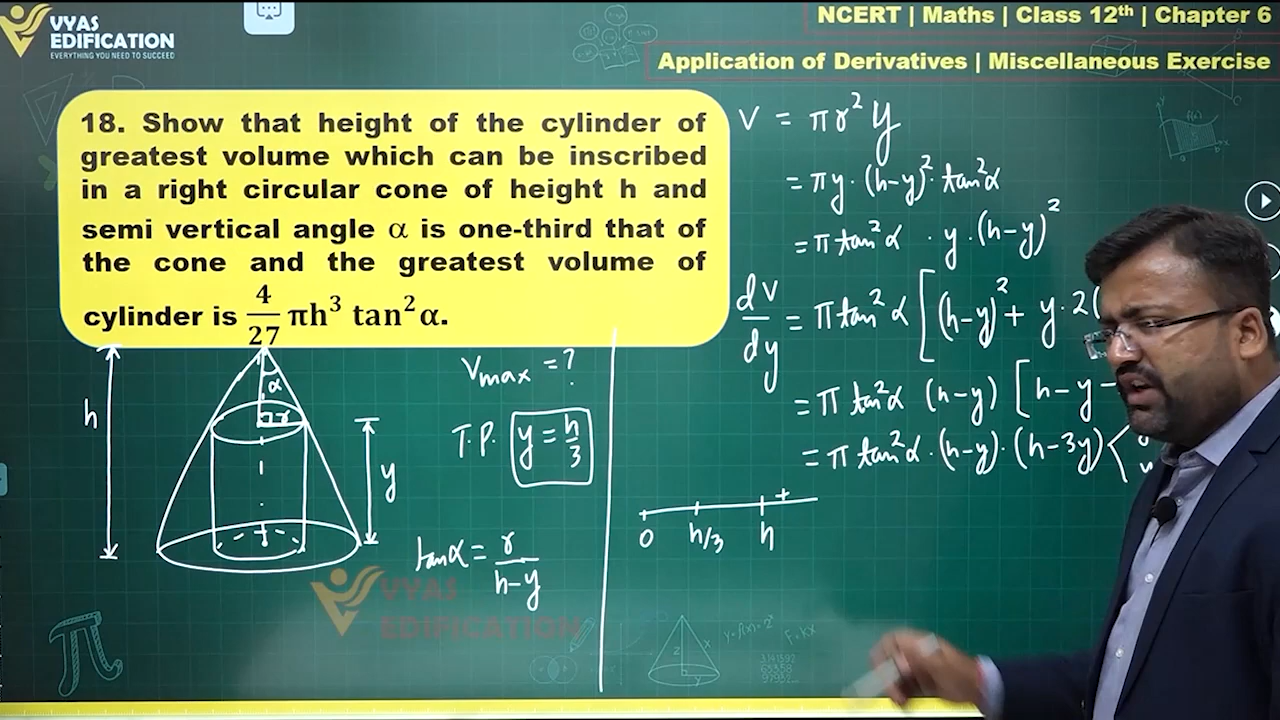 VYAS
EDIFICATION
EVERYTHING YOU NEED TO SUCCEED
NCERT | Maths | Class 12th | Chapter 6
Application of Derivatives | Miscellaneous Exercise
18. Show that height of the cylinder of
greatest volume which can be inscribed
in a right circular cone of height h and
semi vertical angle α is one-third that of
the cone and the greatest volume of
cylinder is 4/27 πh³ tan²α.
h
α
r
y
Vmax = ?
T.P. y = h/3
tanα = r/(h-y)
V = πr²y
= πy·(h-y)²·tan²α
= π tan²α · y·(h-y)²
dv/dy = π tan²α [(h-y)² + y·2(
= π tan²α (h-y) [h-y-
= π tan²α·(h-y)·(h-3y)
+
0 h/3 h
VYAS
EDIFICATION